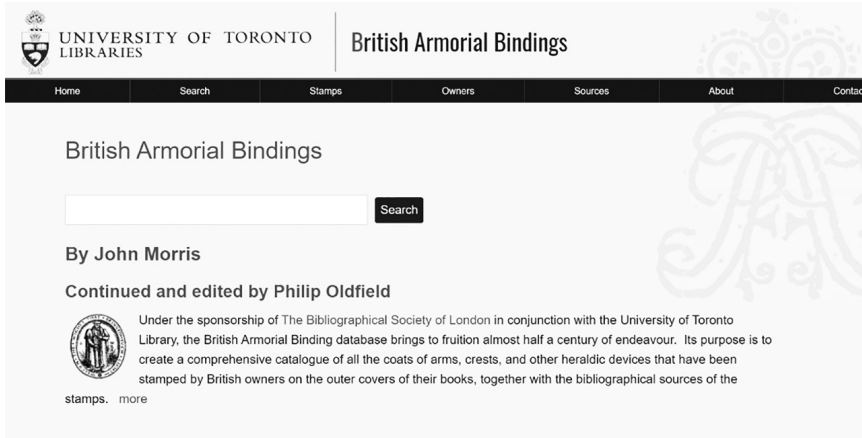 UNIVERSITY OF TORONTO
LIBRARIES
British Armorial Bindings
Home Search Stamps Owners Sources About Contac
British Armorial Bindings
Search
By John Morris
Continued and edited by Philip Oldfield
Under the sponsorship of The Bibliographical Society of London in conjunction with the University of Toronto
Library, the British Armorial Binding database brings to fruition almost half a century of endeavour. Its purpose is to
create a comprehensive catalogue of all the coats of arms, crests, and other heraldic devices that have been
stamped by British owners on the outer covers of their books, together with the bibliographical sources of the
stamps. more